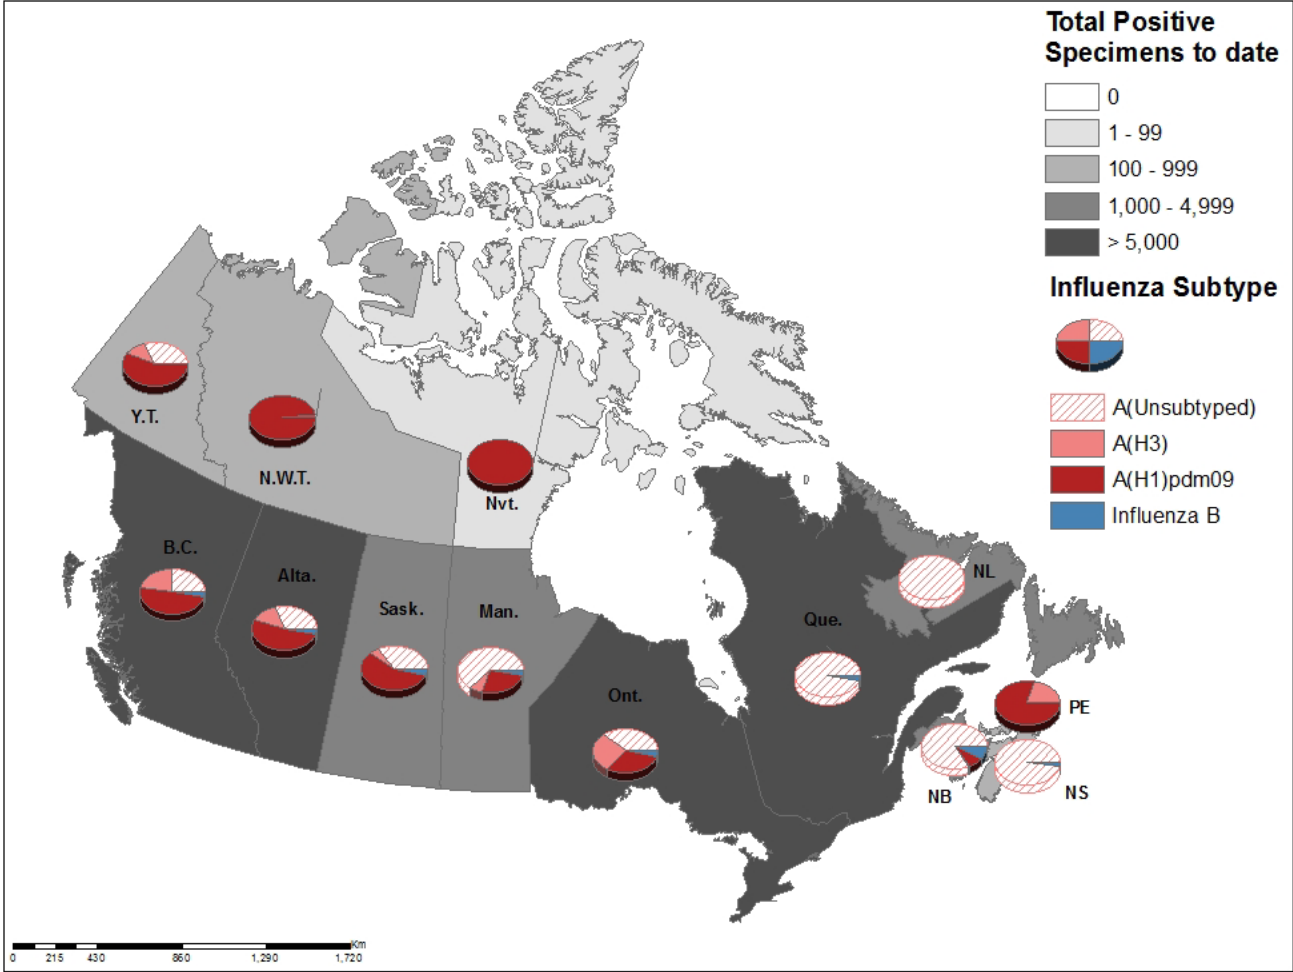 Total Positive
Specimens to date
0
1 - 99
100 - 999
1,000 - 4,999
> 5,000
Influenza Subtype
A(Unsubtyped)
A(H3)
A(H1)pdm09
Influenza B
Y.T.
N.W.T.
Nvt.
B.C.
Alta.
Sask.
Man.
Ont.
Que.
NL
PE
NB
NS
Km
0 215 430 860 1,290 1,720